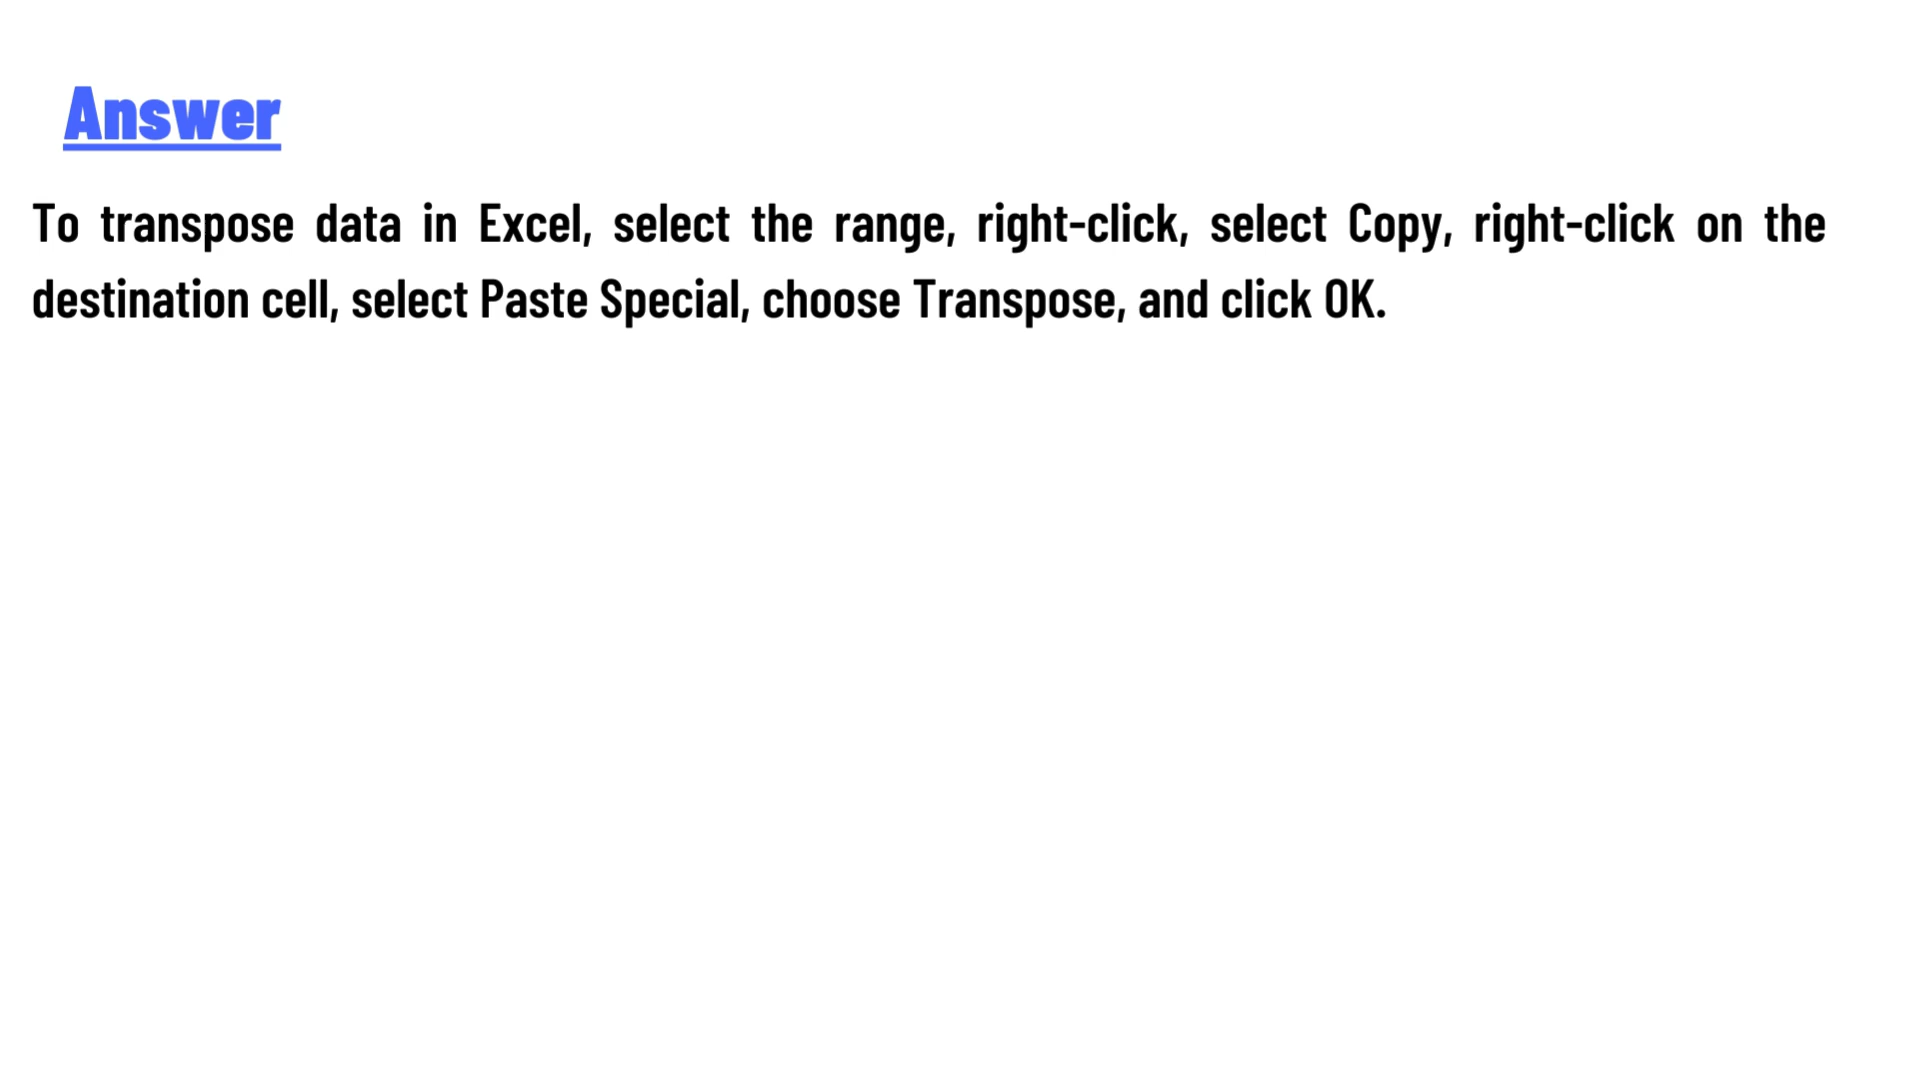 Answer
To transpose data in Excel, select the range, right-click, select Copy, right-click on the
destination cell, select Paste Special, choose Transpose, and click OK.